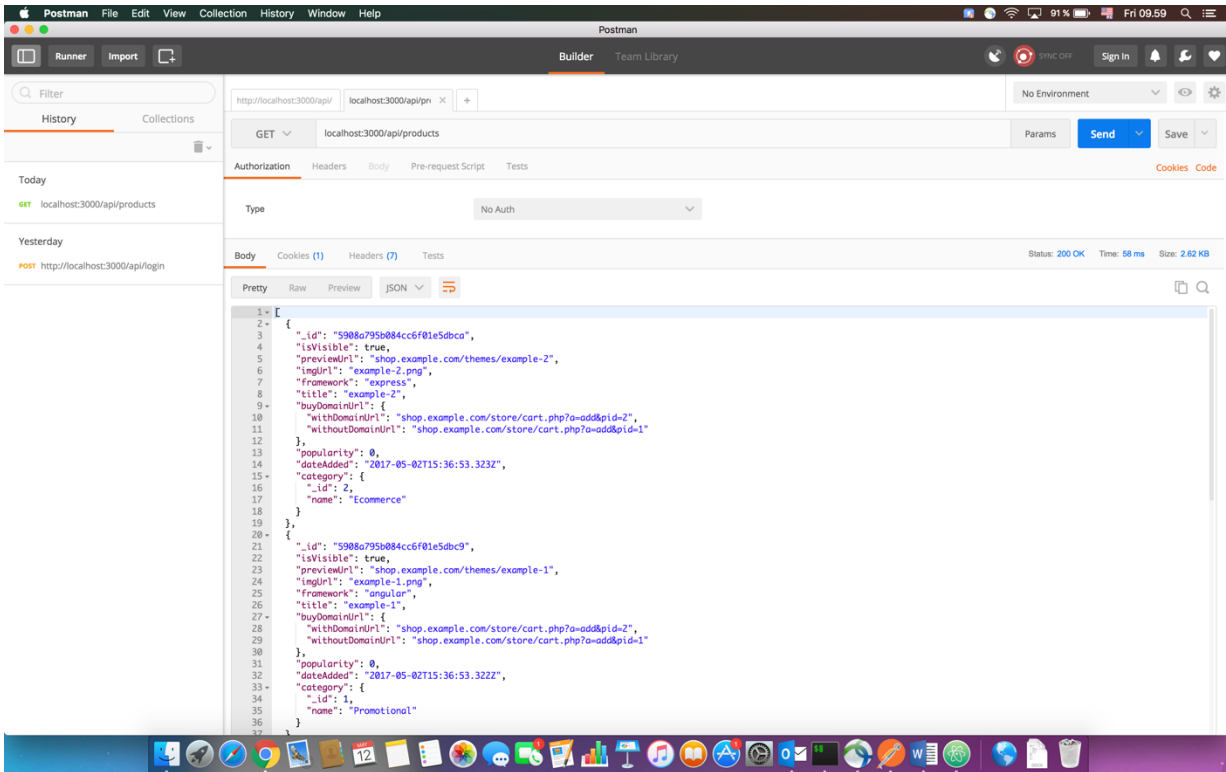 Postman File Edit View Collection History Window Help 91% Fri 09.59
Postman
Runner Import Builder Team Library SYNC OFF Sign In
Filter
http://localhost:3000/api/ localhost:3000/api/pr + No Environment
History Collections
GET localhost:3000/api/products Params Send Save
Authorization Headers Body Pre-request Script Tests Cookies Code
Today
GET localhost:3000/api/products
Type No Auth
Yesterday
POST http://localhost:3000/api/login
Body Cookies (1) Headers (7) Tests Status: 200 OK Time: 58 ms Size: 2.62 KB
Pretty Raw Preview JSON
1 [
2 {
3 "_id": "5908a795b084cc6f01e5dbca",
4 "isVisible": true,
5 "previewUrl": "shop.example.com/themes/example-2",
6 "imgUrl": "example-2.png",
7 "framework": "express",
8 "title": "example-2",
9 "buyDomainUrl": {
10 "withDomainUrl": "shop.example.com/store/cart.php?a=add&pid=2",
11 "withoutDomainUrl": "shop.example.com/store/cart.php?a=add&pid=1"
12 },
13 "popularity": 0,
14 "dateAdded": "2017-05-02T15:36:53.323Z",
15 "category": {
16 "_id": 2,
17 "name": "Ecommerce"
18 }
19 },
20 {
21 "_id": "5908a795b084cc6f01e5dbc9",
22 "isVisible": true,
23 "previewUrl": "shop.example.com/themes/example-1",
24 "imgUrl": "example-1.png",
25 "framework": "angular",
26 "title": "example-1",
27 "buyDomainUrl": {
28 "withDomainUrl": "shop.example.com/store/cart.php?a=add&pid=2",
29 "withoutDomainUrl": "shop.example.com/store/cart.php?a=add&pid=1"
30 },
31 "popularity": 0,
32 "dateAdded": "2017-05-02T15:36:53.322Z",
33 "category": {
34 "_id": 1,
35 "name": "Promotional"
36 }
37 }
MAY
12